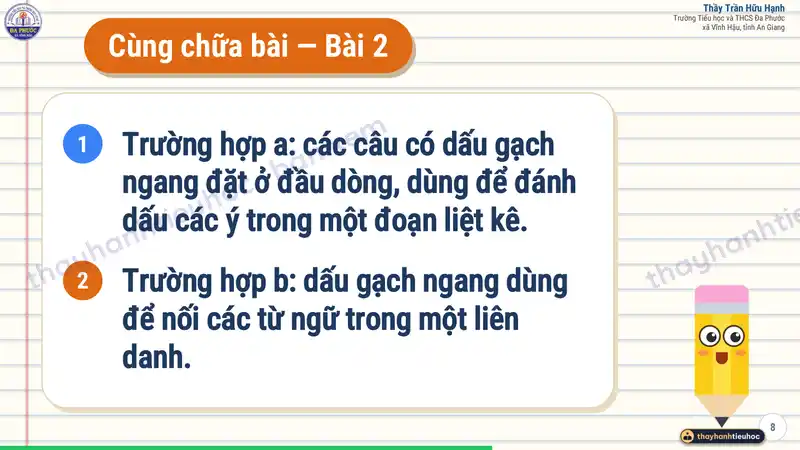 Thầy Trần Hữu Hạnh
Trường Tiểu học và THCS Đa Phước
xã Vĩnh Hậu, tỉnh An Giang
ĐA PHƯỚC
Cùng chữa bài – Bài 2
1 Trường hợp a: các câu có dấu gạch
ngang đặt ở đầu dòng, dùng để đánh
dấu các ý trong một đoạn liệt kê.
2 Trường hợp b: dấu gạch ngang dùng
để nối các từ ngữ trong một liên
danh.
thayhanhtieuhoc
8